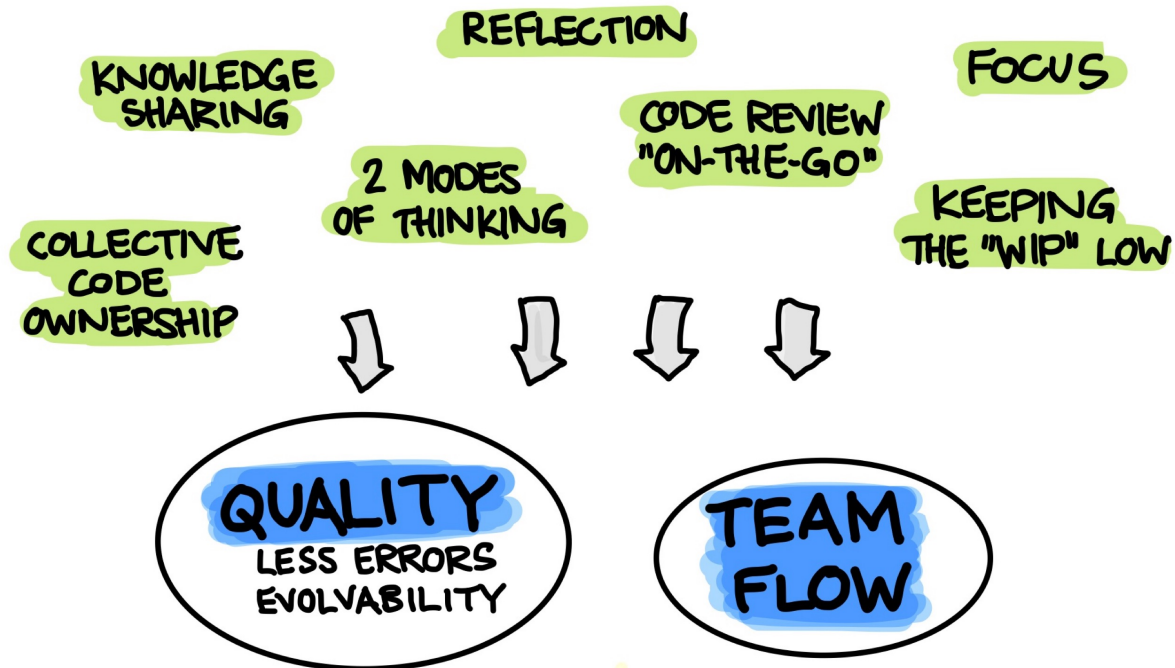 REFLECTION
KNOWLEDGE
SHARING
FOCUS
CODE REVIEW
"ON-THE-GO"
2 MODES
OF THINKING
KEEPING
THE "WIP" LOW
COLLECTIVE
CODE
OWNERSHIP
QUALITY
LESS ERRORS
EVOLVABILITY
TEAM
FLOW